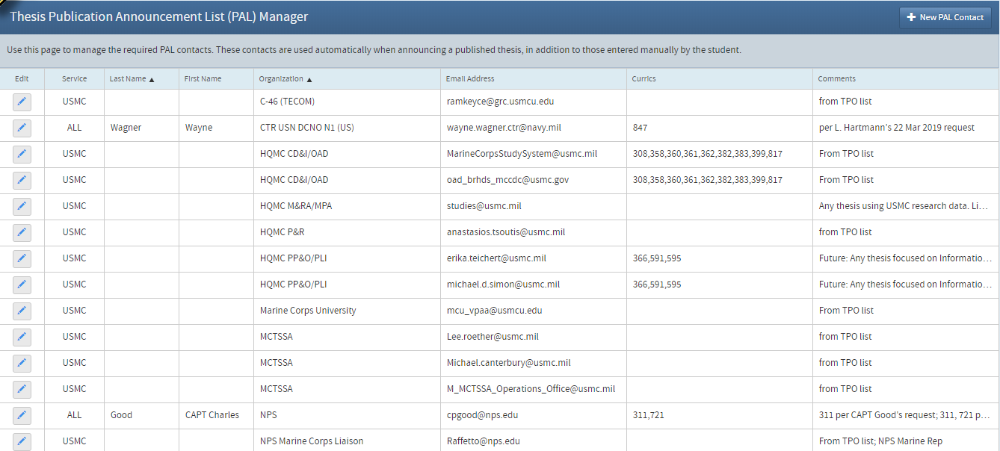 Thesis Publication Announcement List (PAL) Manager
New PAL Contact
Use this page to manage the required PAL contacts. These contacts are used automatically when announcing a published thesis, in addition to those entered manually by the student.
Edit Service Last Name ▲ First Name Organization ▲ Email Address Currics Comments
USMC C-46 (TECOM) ramkeyce@grc.usmcu.edu from TPO list
ALL Wagner Wayne CTR USN DCNO N1 (US) wayne.wagner.ctr@navy.mil 847 per L. Hartmann's 22 Mar 2019 request
USMC HQMC CD&I/OAD MarineCorpsStudySystem@usmc.mil 308,358,360,361,362,382,383,399,817 From TPO list
USMC HQMC CD&I/OAD oad_brhds_mccdc@usmc.gov 308,358,360,361,362,382,383,399,817 From TPO list
USMC HQMC M&RA/MPA studies@usmc.mil Any thesis using USMC research data. Li...
USMC HQMC P&R anastasios.tsoutis@usmc.mil from TPO list
USMC HQMC PP&O/PLI erika.teichert@usmc.mil 366,591,595 Future: Any thesis focused on Informatio...
USMC HQMC PP&O/PLI michael.d.simon@usmc.mil 366,591,595 Future: Any thesis focused on Informatio...
USMC Marine Corps University mcu_vpaa@usmcu.edu From TPO list
USMC MCTSSA Lee.roether@usmc.mil from TPO list
USMC MCTSSA Michael.canterbury@usmc.mil from TPO list
USMC MCTSSA M_MCTSSA_Operations_Office@usmc.mil from TPO list
ALL Good CAPT Charles NPS cpgood@nps.edu 311,721 311 per CAPT Good's request; 311, 721 p...
USMC NPS Marine Corps Liaison Raffetto@nps.edu From TPO list; NPS Marine Rep